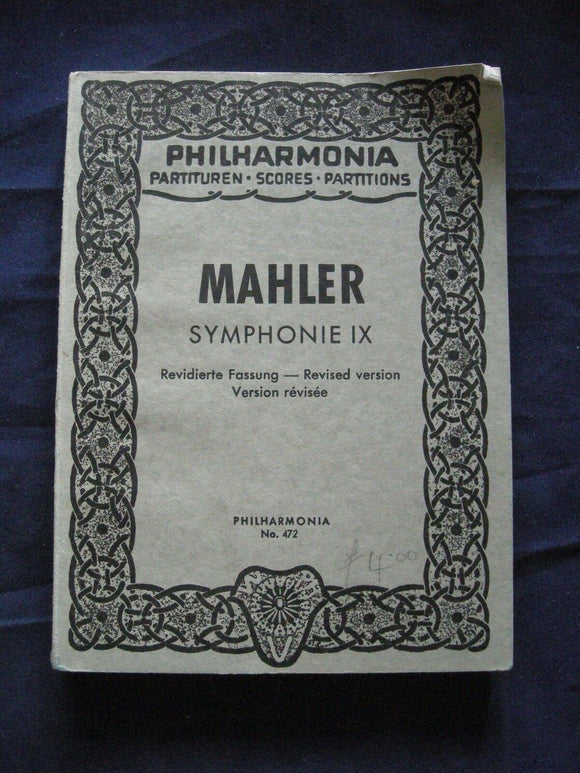 PHILHARMONIA
PARTITUREN · SCORES · PARTITIONS
MAHLER
SYMPHONIE IX
Revidierte Fassung — Revised version
Version révisée
PHILHARMONIA
No. 472
£4·00